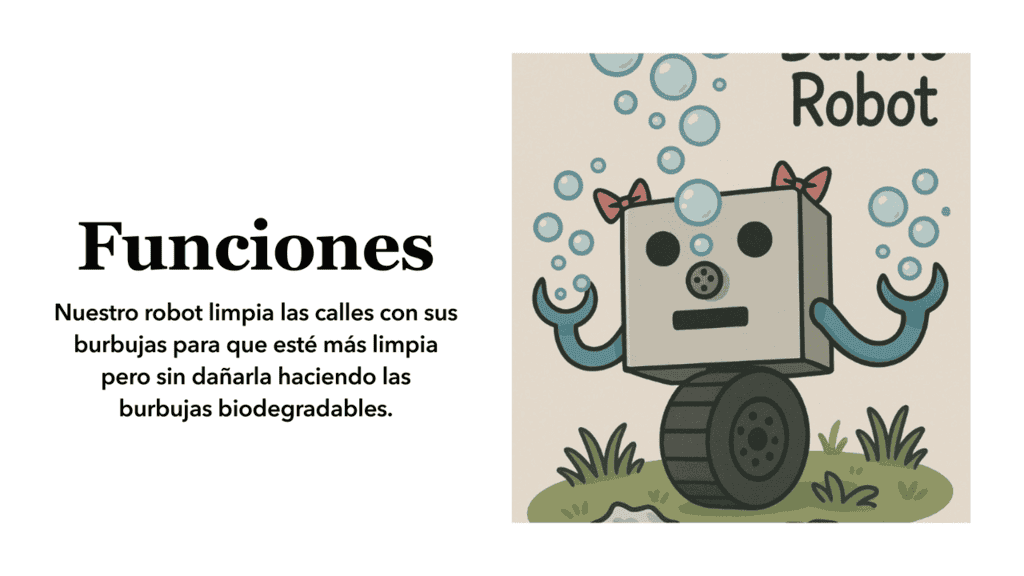 Funciones
Nuestro robot limpia las calles con sus
burbujas para que esté más limpia
pero sin dañarla haciendo las
burbujas biodegradables.
Robot